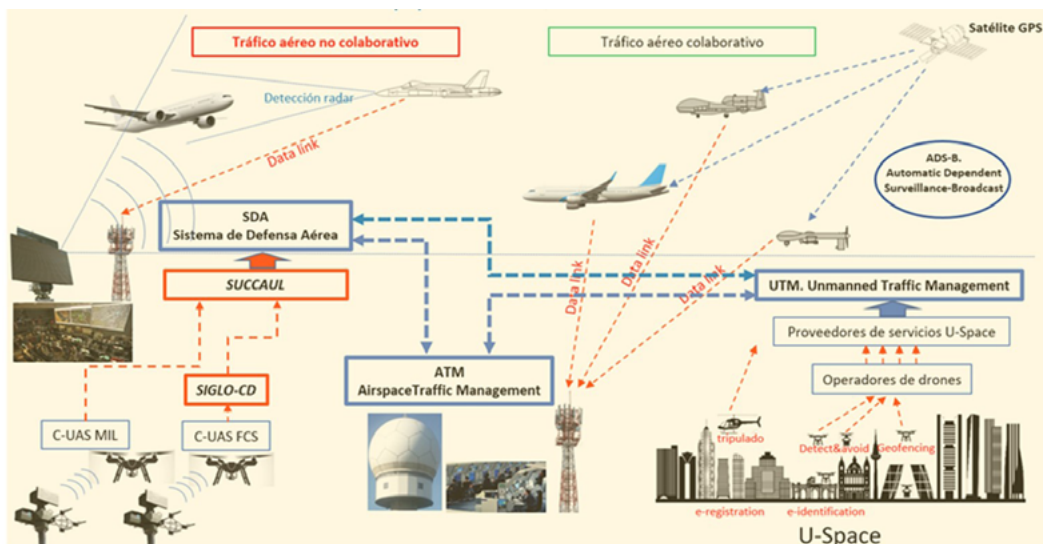 Tráfico aéreo no colaborativo
Tráfico aéreo colaborativo
Satélite GPS
Detección radar
Data link
ADS-B.
Automatic Dependent
Surveillance-Broadcast
SDA
Sistema de Defensa Aérea
SUCCAUL
Data link
Data link
Data link
UTM. Unmanned Traffic Management
Proveedores de servicios U-Space
Operadores de drones
ATM
AirspaceTraffic Management
SIGLO-CD
C-UAS MIL
C-UAS FCS
tripulado
Detect&avoid
Geofencing
e-registration
e-identification
U-Space